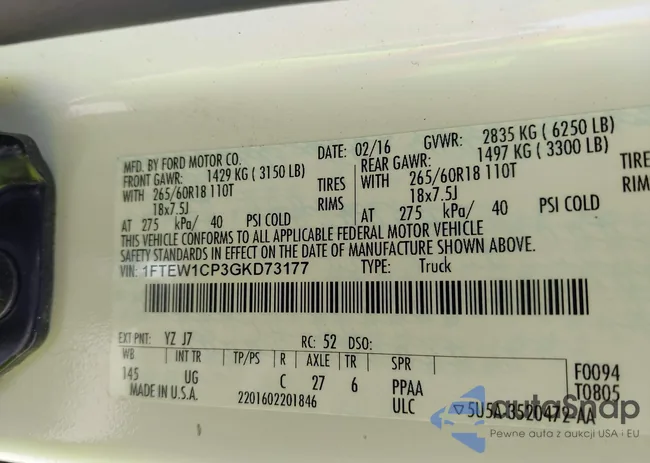 MFD. BY FORD MOTOR CO.
DATE: 02/16 GVWR: 2835 KG ( 6250 LB)
FRONT GAWR: 1429 KG ( 3150 LB) REAR GAWR: 1497 KG ( 3300 LB)
WITH 265/60R18 110T TIRES WITH 265/60R18 110T TIRES
18x7.5J RIMS 18x7.5J RIM
AT 275 kPa/ 40 PSI COLD AT 275 kPa/ 40 PSI COLD
THIS VEHICLE CONFORMS TO ALL APPLICABLE FEDERAL MOTOR VEHICLE
SAFETY STANDARDS IN EFFECT ON THE DATE OF MANUFACTURE SHOWN ABOVE.
VIN: 1FTEW1CP3GKD73177 TYPE: Truck
EXT PNT: YZ J7 RC: 52 DSO:
WB INT TR TP/PS R AXLE TR SPR F0094
145 UG C 27 6 PPAA T0805
MADE IN U.S.A. 2201602201846 ULC ▽5U5A-3520472-AA
autoSnap
Pewne auta z aukcji USA i EU